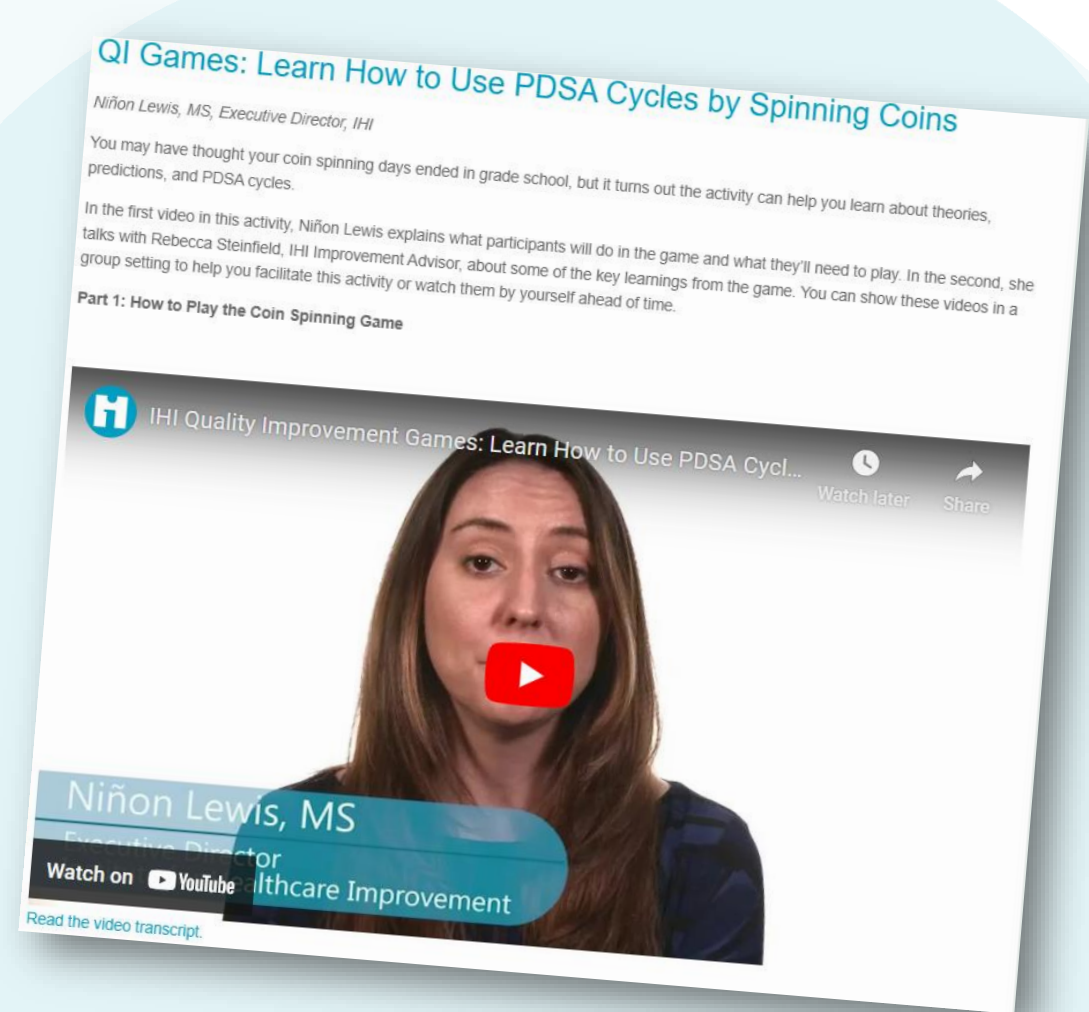 QI Games: Learn How to Use PDSA Cycles by Spinning Coins
Niñon Lewis, MS, Executive Director, IHI
You may have thought your coin spinning days ended in grade school, but it turns out the activity can help you learn about theories,
predictions, and PDSA cycles.
In the first video in this activity, Niñon Lewis explains what participants will do in the game and what they'll need to play. In the second, she
talks with Rebecca Steinfield, IHI Improvement Advisor, about some of the key learnings from the game. You can show these videos in a
group setting to help you facilitate this activity or watch them by yourself ahead of time.
Part 1: How to Play the Coin Spinning Game
IHI Quality Improvement Games: Learn How to Use PDSA Cycl...
Watch later
Share
Niñon Lewis, MS
Executive Director
Watch on YouTube
althcare Improvement
Read the video transcript.